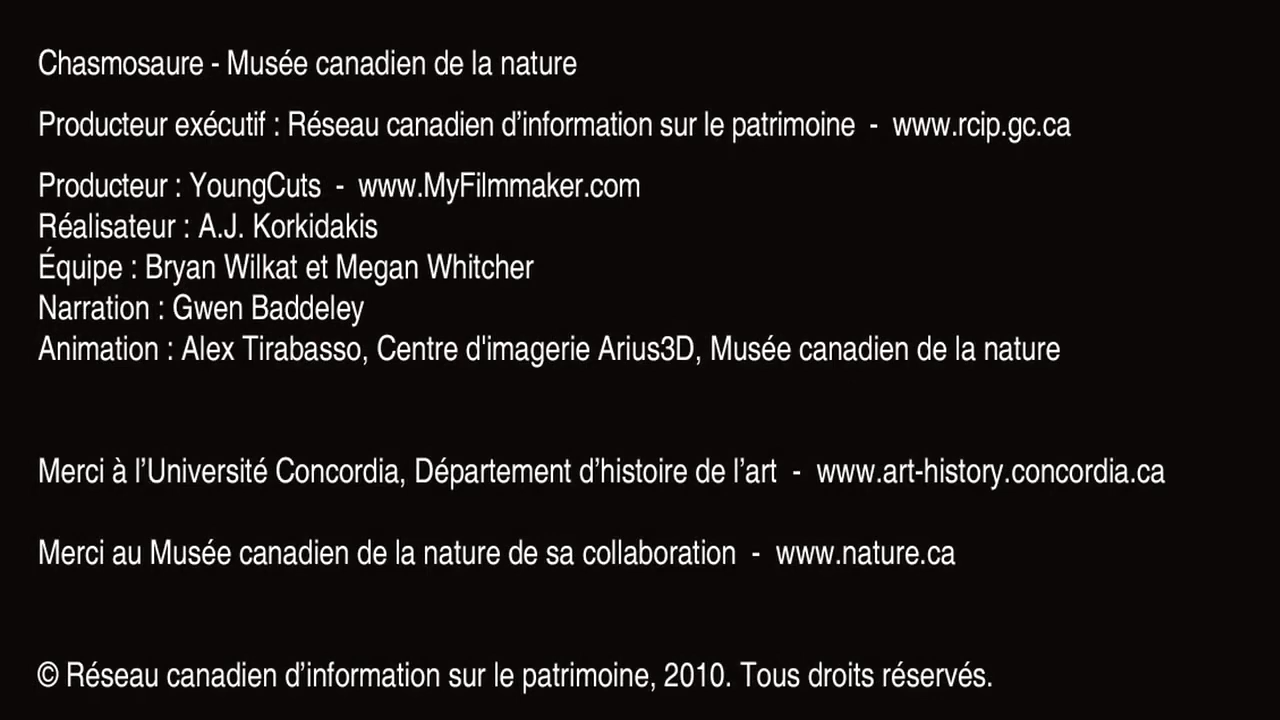 Chasmosaure - Musée canadien de la nature
Producteur exécutif : Réseau canadien d’information sur le patrimoine - www.rcip.gc.ca
Producteur : YoungCuts - www.MyFilmmaker.com
Réalisateur : A.J. Korkidakis
Équipe : Bryan Wilkat et Megan Whitcher
Narration : Gwen Baddeley
Animation : Alex Tirabasso, Centre d'imagerie Arius3D, Musée canadien de la nature
Merci à l’Université Concordia, Département d’histoire de l’art - www.art-history.concordia.ca
Merci au Musée canadien de la nature de sa collaboration - www.nature.ca
© Réseau canadien d’information sur le patrimoine, 2010. Tous droits réservés.